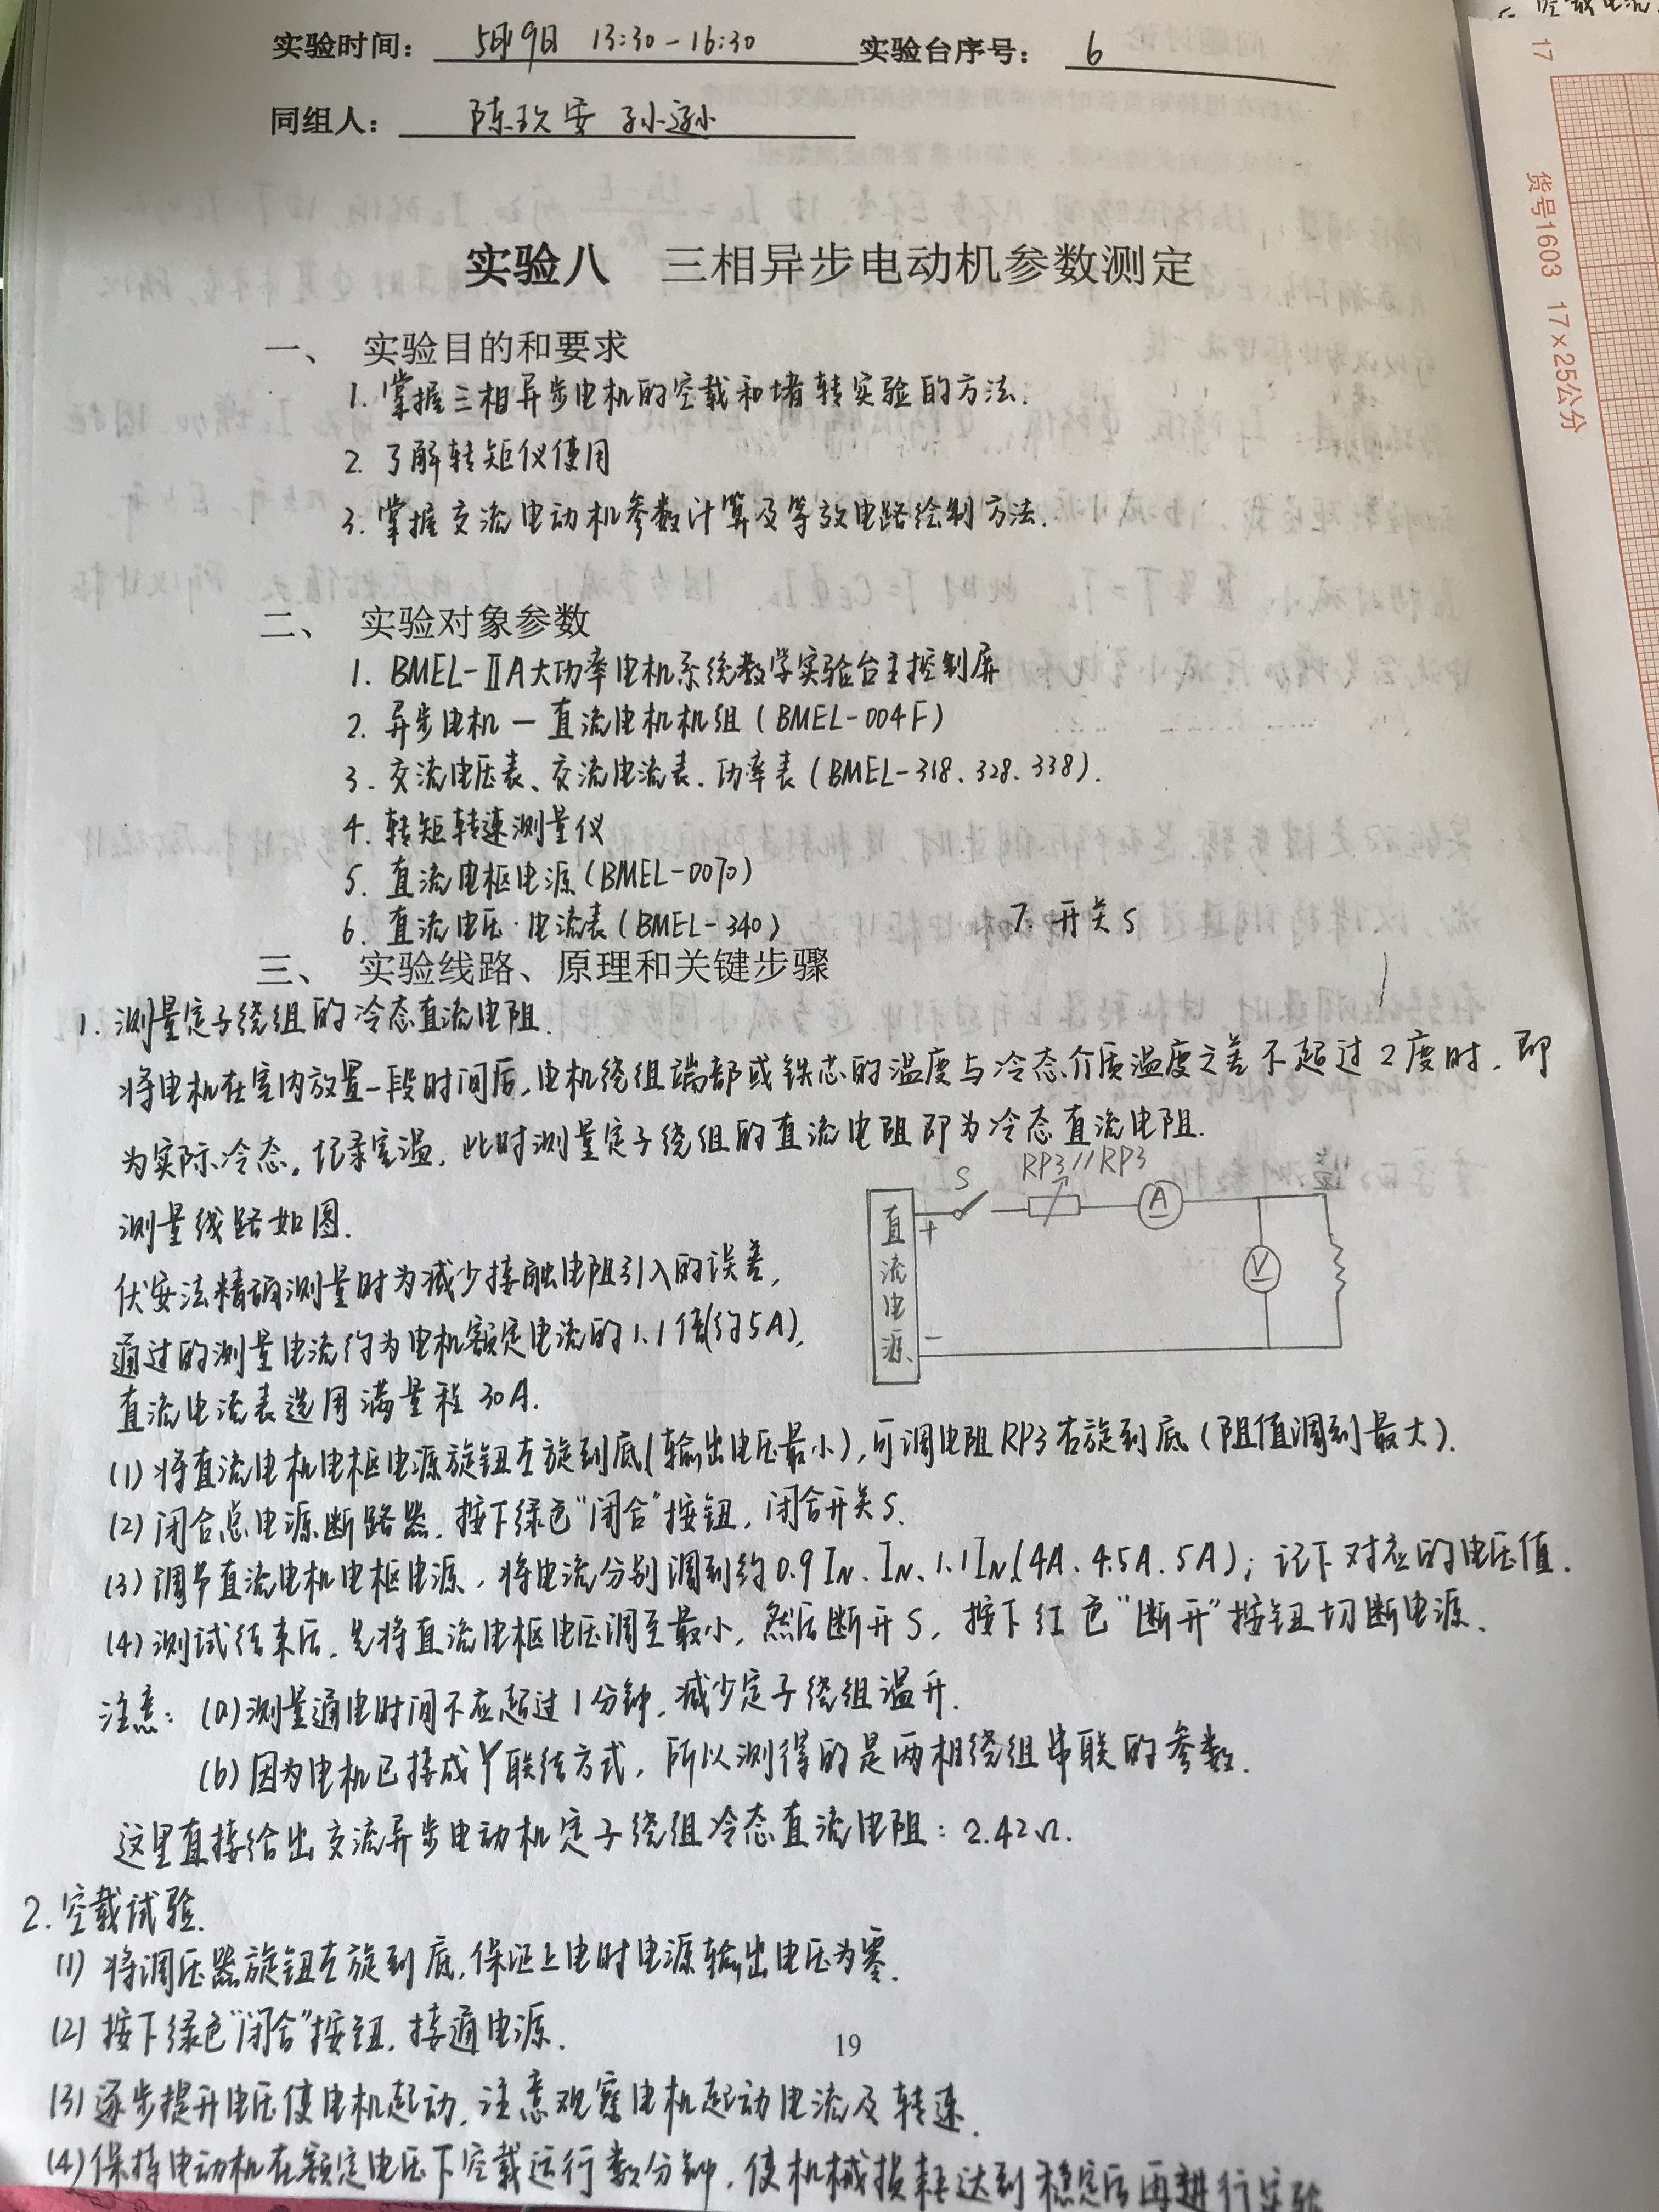 实验时间： 5月9日 13:30-16:30 实验台序号： 6
同组人： 陈玖安 孙逊
实验八 三相异步电动机参数测定
一、 实验目的和要求
1. 掌握三相异步电机的空载和堵转实验的方法.
2. 了解转矩仪使用
3. 掌握交流电动机参数计算及等效电路绘制方法.
二、 实验对象参数
1. BMEL-ⅡA大功率电机系统教学实验台主控制屏
2. 异步电机—直流电机机组(BMEL-004F)
3. 交流电压表、交流电流表、功率表(BMEL-318、328、338).
4. 转矩转速测量仪
5. 直流电枢电源(BMEL-0070)
6. 直流电压·电流表(BMEL-340)
7. 开关S
三、 实验线路、原理和关键步骤
1. 测量定子绕组的冷态直流电阻.
将电机在室内放置一段时间后,电机绕组端部或铁芯的温度与冷态介质温度之差不超过2度时,即
为实际冷态。记录室温,此时测量定子绕组的直流电阻即为冷态直流电阻.
测量线路如图.
直流电源
+
-
S
RP3//RP3
A
V
伏安法精确测量时为减少接触电阻引入的误差,
通过的测量电流约为电机额定电流的1.1倍(约5A),
直流电流表选用满量程30A.
(1) 将直流电机电枢电源旋钮左旋到底(输出电压最小),可调电阻RP3右旋到底(阻值调到最大).
(2) 闭合总电源断路器,按下绿色"闭合"按钮,闭合开关S.
(3) 调节直流电机电枢电源,将电流分别调到约0.9IN、IN、1.1IN(4A、4.5A、5A);记下对应的电压值.
(4) 测试结束后,先将直流电枢电压调至最小,然后断开S,按下红色"断开"按钮切断电源.
注意: (a)测量通电时间不应超过1分钟,减少定子绕组温升.
(b)因为电机已接成Y联结方式,所以测得的是两相绕组串联的参数.
这里直接给出交流异步电动机定子绕组冷态直流电阻: 2.42Ω.
2. 空载试验.
(1) 将调压器旋钮左旋到底,保证上电时电源输出电压为零.
(2) 按下绿色"闭合"按钮,接通电源.
(3) 逐步提升电压使电机起动,注意观察电机起动电流及转速.
(4) 保持电动机在额定电压下空载运行数分钟,使机械损耗达到稳定后再进行实验
19
17
货号1603 17×25公分